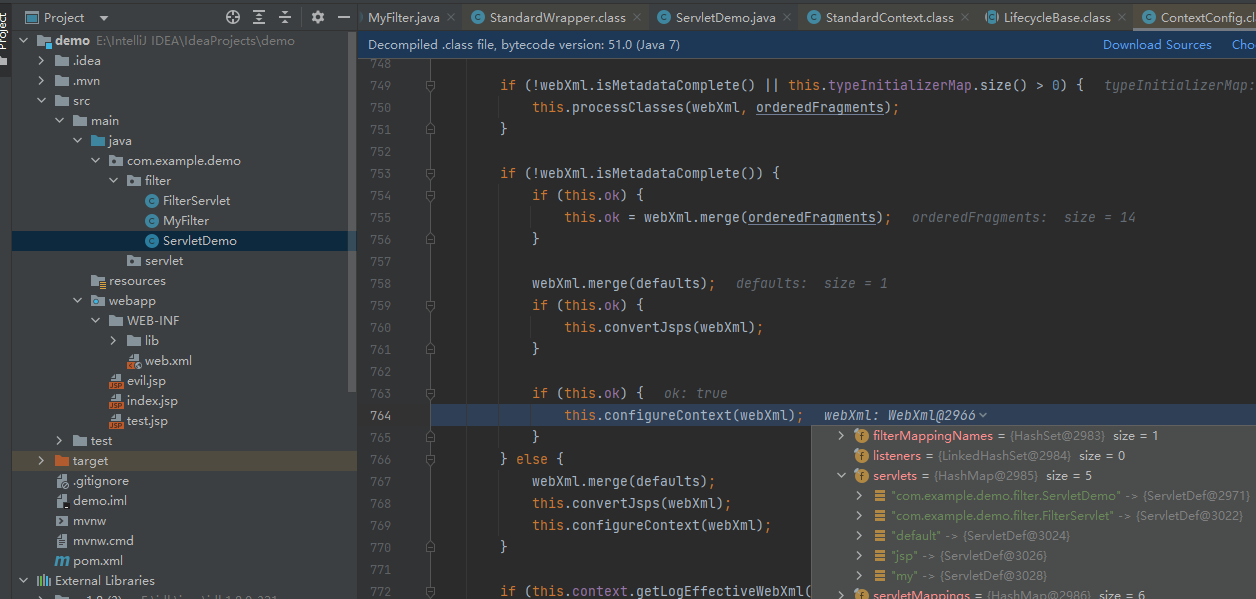 Project
MyFilter.java
StandardWrapper.class
ServletDemo.java
StandardContext.class
LifecycleBase.class
ContextConfig.cl
Project
Decompiled .class file, bytecode version: 51.0 (Java 7)
Download Sources
Cho
demo E:\IntelliJ IDEA\IdeaProjects\demo
.idea
.mvn
src
main
java
com.example.demo
filter
FilterServlet
MyFilter
ServletDemo
servlet
resources
webapp
WEB-INF
lib
web.xml
evil.jsp
index.jsp
test.jsp
test
target
.gitignore
demo.iml
mvnw
mvnw.cmd
pom.xml
External Libraries
748
749 if (!webXml.isMetadataComplete() || this.typeInitializerMap.size() > 0) { typeInitializerMap:
750 this.processClasses(webXml, orderedFragments);
751 }
752
753 if (!webXml.isMetadataComplete()) {
754 if (this.ok) {
755 this.ok = webXml.merge(orderedFragments); orderedFragments: size = 14
756 }
757
758 webXml.merge(defaults); defaults: size = 1
759 if (this.ok) {
760 this.convertJsps(webXml);
761 }
762
763 if (this.ok) { ok: true
764 this.configureContext(webXml); webXml: WebXml@2966
765 }
766 } else {
767 webXml.merge(defaults);
768 this.convertJsps(webXml);
769 this.configureContext(webXml);
770 }
771
772 if (this.context.getLogEffectiveWebXml(
filterMappingNames = {HashSet@2983} size = 1
listeners = {LinkedHashSet@2984} size = 0
servlets = {HashMap@2985} size = 5
"com.example.demo.filter.ServletDemo" -> {ServletDef@2971}
"com.example.demo.filter.FilterServlet" -> {ServletDef@3022}
"default" -> {ServletDef@3024}
"jsp" -> {ServletDef@3026}
"my" -> {ServletDef@3028}
servletMappings = {HashMap@2986} size = 6